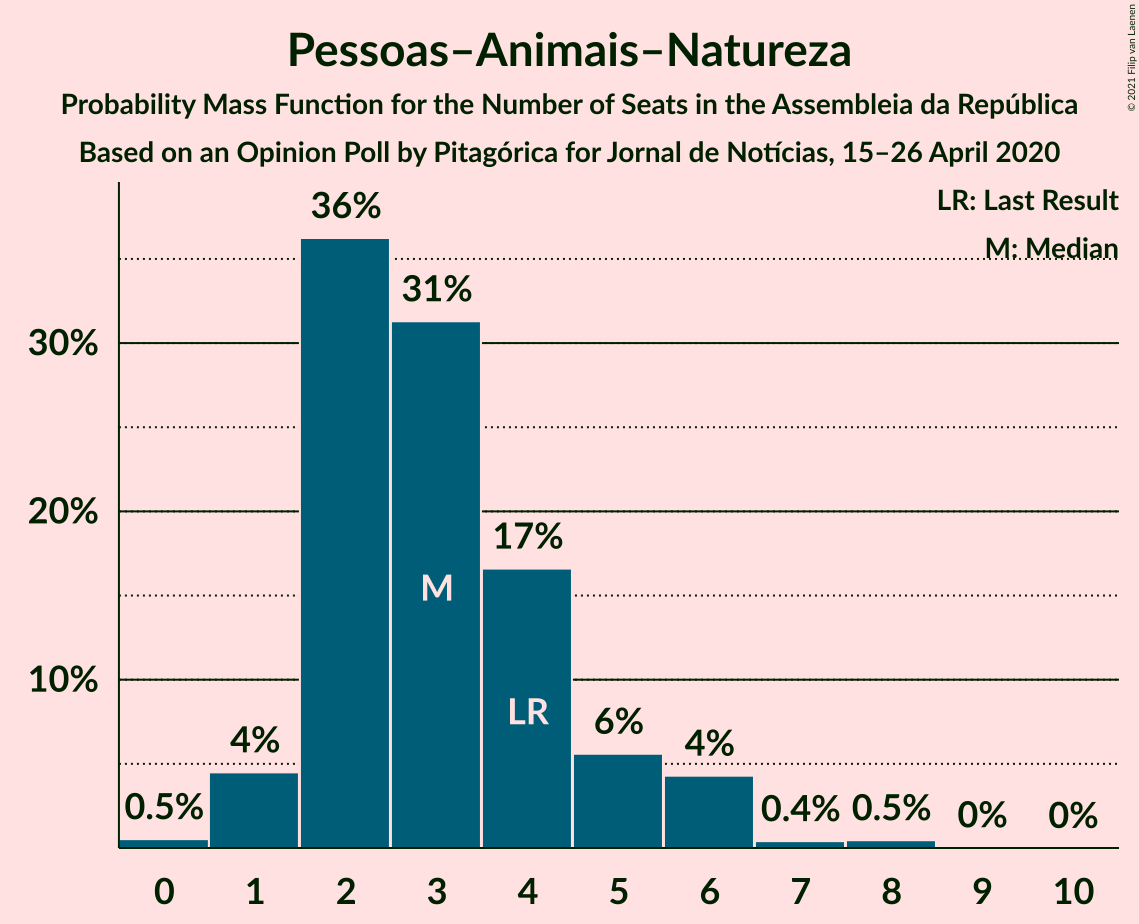 Pessoas–Animais–Natureza
Probability Mass Function for the Number of Seats in the Assembleia da República
Based on an Opinion Poll by Pitagórica for Jornal de Notícias, 15–26 April 2020
© 2021 Filip van Laenen
LR: Last Result
M: Median
36%
31%
30%
20%
17%
M
10%
LR
4%
6%
4%
0.5%
0.4%
0.5%
0%
0%
0 1 2 3 4 5 6 7 8 9 10